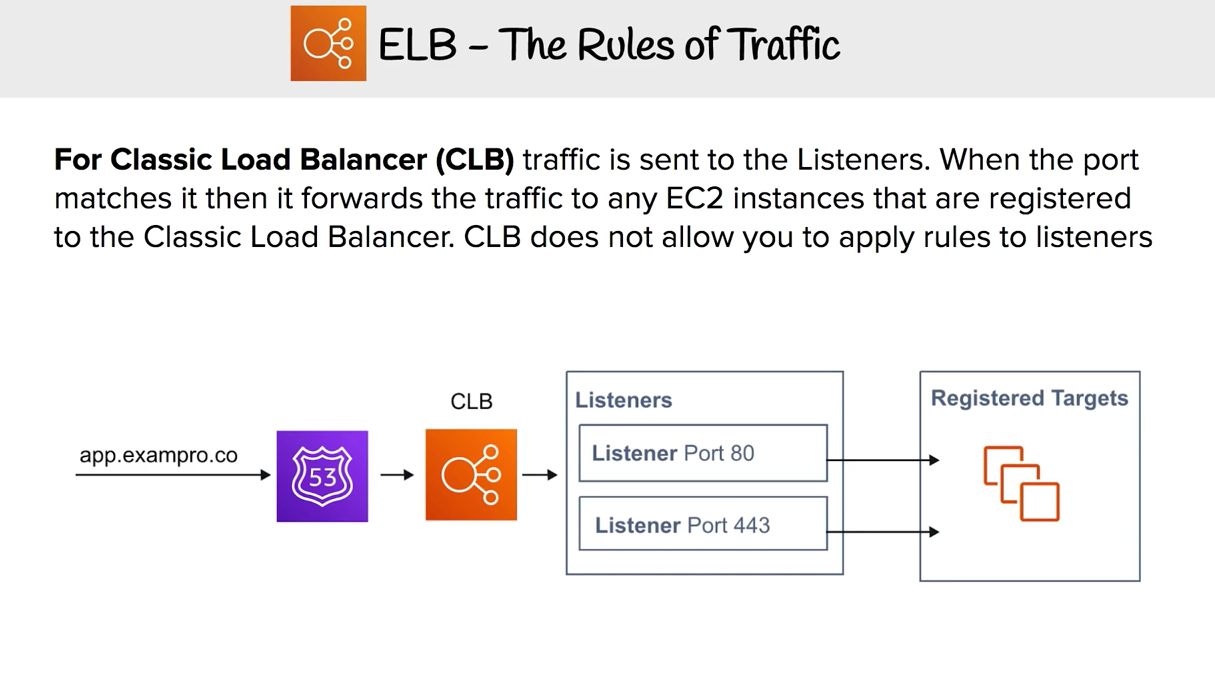 ELB – The Rules of Traffic
For Classic Load Balancer (CLB) traffic is sent to the Listeners. When the port
matches it then it forwards the traffic to any EC2 instances that are registered
to the Classic Load Balancer. CLB does not allow you to apply rules to listeners
app.exampro.co
53
CLB
Listeners
Listener Port 80
Listener Port 443
Registered Targets